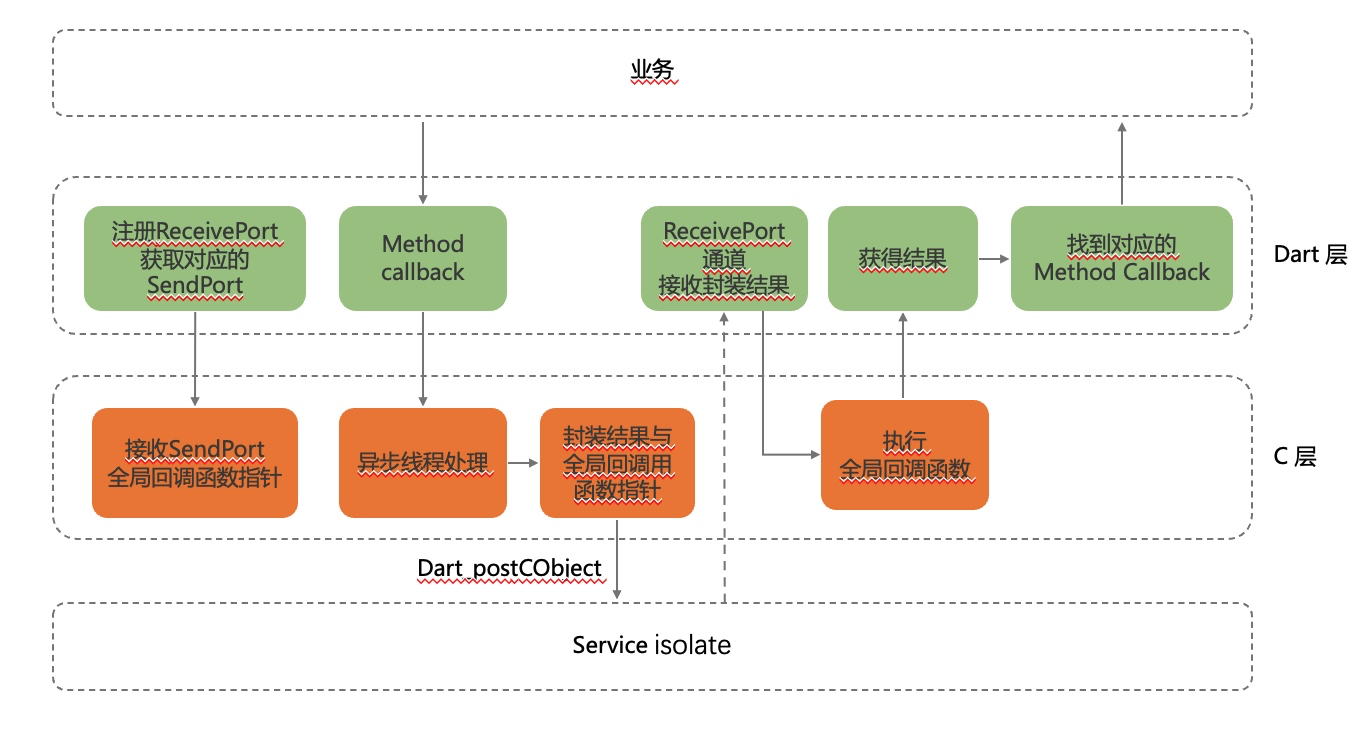 业务
注册ReceivePort
获取对应的
SendPort
Method
callback
ReceivePort
通道
接收封装结果
获得结果
找到对应的
Method Callback
Dart 层
接收SendPort
全局回调函数指针
异步线程处理
封装结果与
全局回调用
函数指针
执行
全局回调函数
C 层
Dart_postCObject
Service isolate